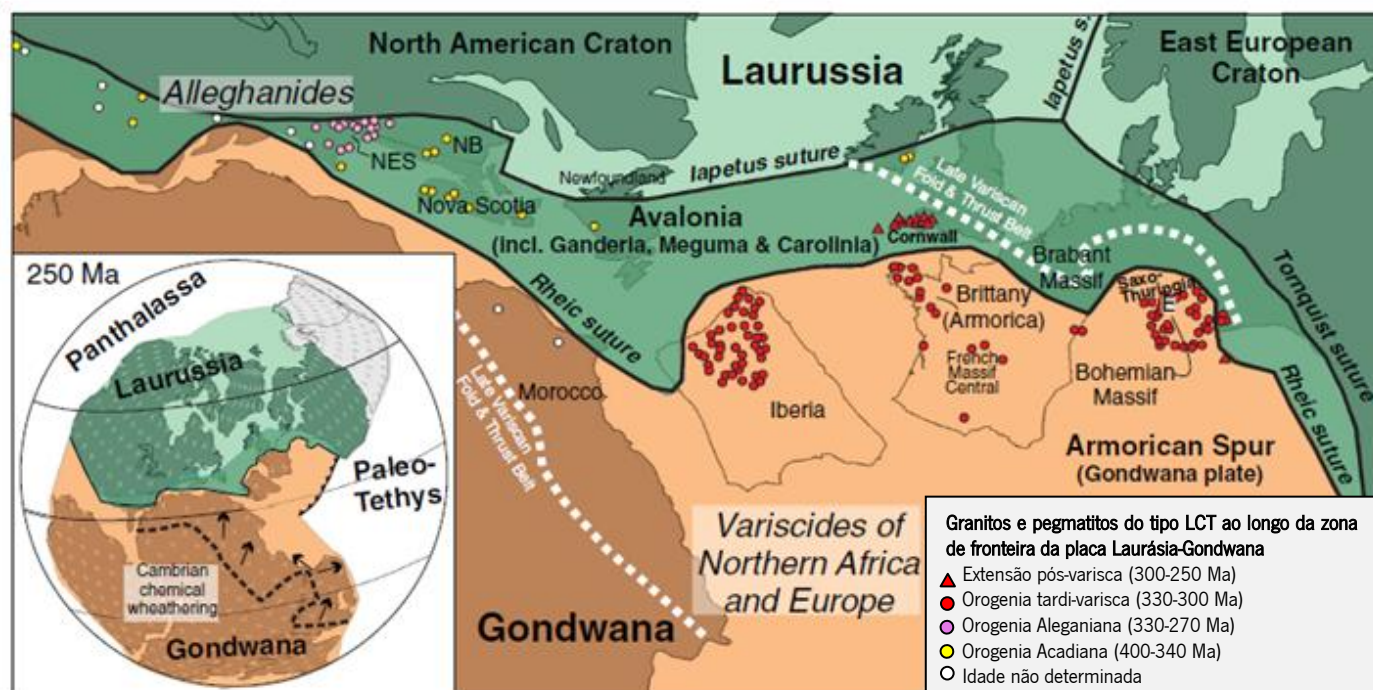 North American Craton
Laurussia
Iapetus s.
East European
Craton
Alleghanides
NB
NES
Newfoundland
Iapetus suture
Nova Scotia
Avalonia
(incl. Ganderia, Meguma & Carolinia)
Cornwall
Late Variscan
Fold & Thrust Belt
Brabant
Massif
Saxo-
Thuringia
E
Tornquist suture
Rheic suture
Brittany
(Armorica)
French
Massif
Central
Bohemian
Massif
Iberia
Rheic suture
Morocco
Late Variscan
Fold & Thrust Belt
Armorican Spur
(Gondwana plate)
Variscides of
Northern Africa
and Europe
Gondwana
250 Ma
Panthalassa
Laurussia
Paleo-
Tethys
Cambrian
chemical
wheathering
Gondwana
Granitos e pegmatitos do tipo LCT ao longo da zona
de fronteira da placa Laurásia-Gondwana
Extensão pós-varisca (300-250 Ma)
Orogenia tardi-varisca (330-300 Ma)
Orogenia Aleganiana (330-270 Ma)
Orogenia Acadiana (400-340 Ma)
Idade não determinada